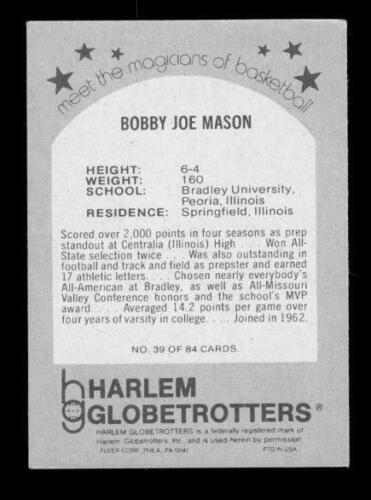 meet the magicians of basketball
BOBBY JOE MASON
HEIGHT: 6-4
WEIGHT: 160
SCHOOL: Bradley University,
Peoria, Illinois
RESIDENCE: Springfield, Illinois
Scored over 2,000 points in four seasons as prep
standout at Centralia (Illinois) High . . . Won All-
State selection twice . . . Was also outstanding in
football and track and field as prepster and earned
17 athletic letters. . . . Chosen nearly everybody's
All-American at Bradley, as well as All-Missouri
Valley Conference honors and the school's MVP
award. . . . Averaged 14.2 points per game over
four years of varsity in college. . . . Joined in 1962.
NO. 39 OF 84 CARDS.
hg HARLEM
GLOBETROTTERS®
HARLEM GLOBETROTTERS is a federally registered mark of
Harlem Globetrotters, Inc., and is used herein by permission
FLEER CORP. PHILA., PA 19141 PTD IN USA